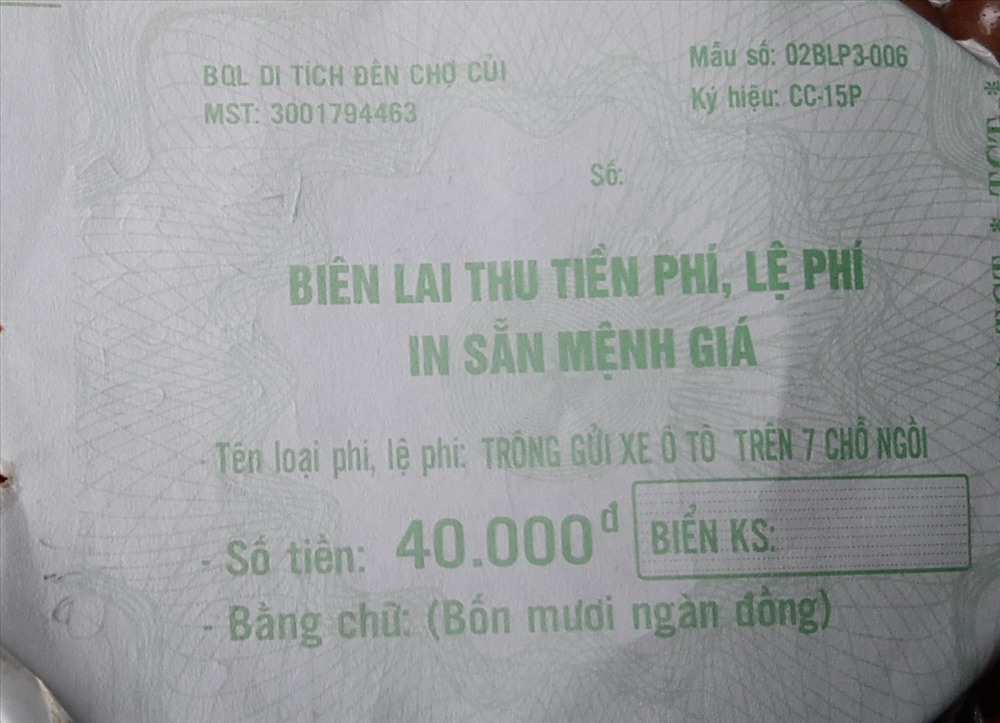 BQL DI TÍCH ĐỀN CHỢ CỦI
MST: 3001794463
Mẫu số: 02BLP3-006
Ký hiệu: CC-15P
Số:
BIÊN LAI THU TIỀN PHÍ, LỆ PHÍ
IN SẴN MỆNH GIÁ
- Tên loại phí, lệ phí: TRÔNG GỬI XE Ô TÔ TRÊN 7 CHỖ NGỒI
- Số tiền: 40.000đ
BIỂN KS:
- Bằng chữ: (Bốn mươi ngàn đồng)